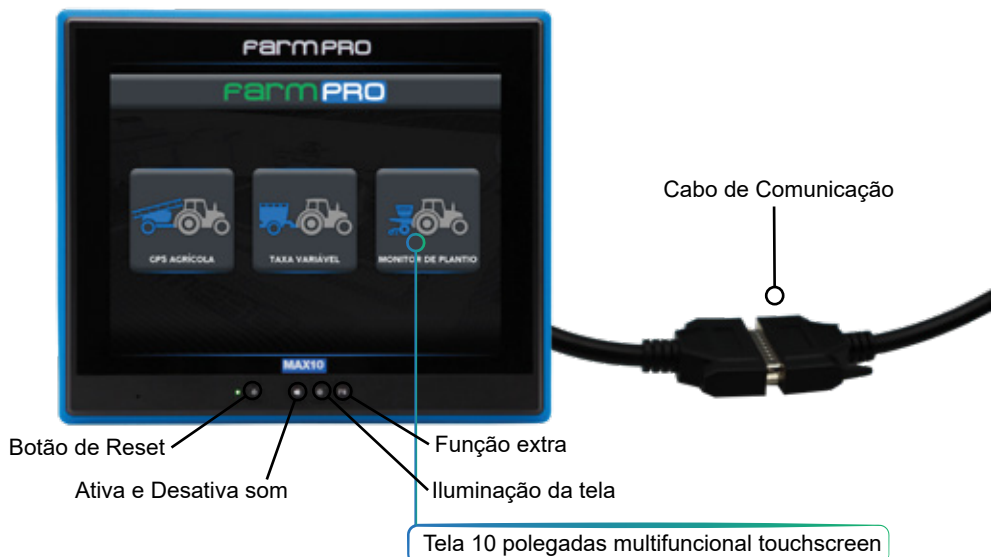 FarmPRO
FarmPRO
GPS AGRÍCOLA
TAXA VARIÁVEL
MONITOR DE PLANTIO
Cabo de Comunicação
MAX10
Botão de Reset
Função extra
Ativa e Desativa som
Iluminação da tela
Tela 10 polegadas multifuncional touchscreen